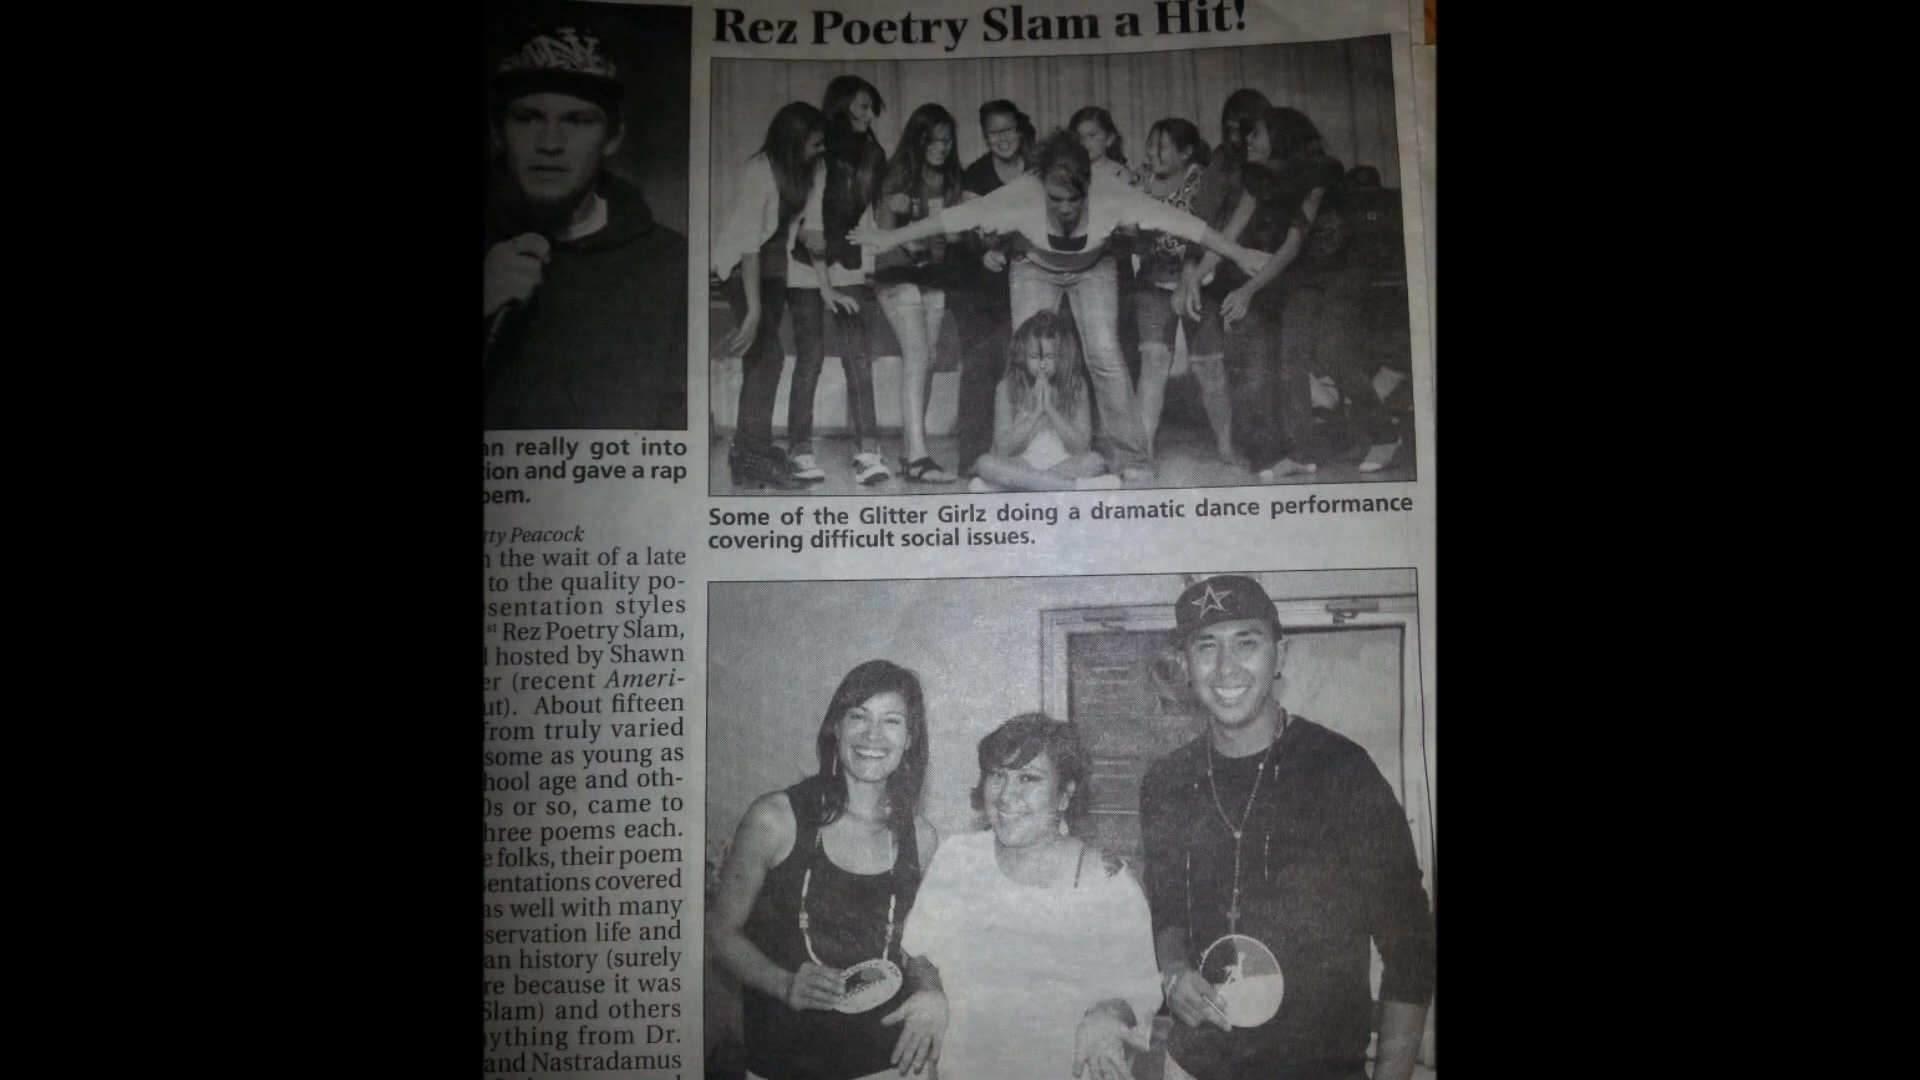 Rez Poetry Slam a Hit!
an really got into
ion and gave a rap
oem.
ty Peacock
the wait of a late
to the quality po-
sentation styles
st Rez Poetry Slam,
hosted by Shawn
er (recent Ameri-
ut). About fifteen
from truly varied
some as young as
hool age and oth-
0s or so, came to
hree poems each.
e folks, their poem
sentations covered
as well with many
servation life and
an history (surely
re because it was
Slam) and others
ything from Dr.
and Nastradamus
Some of the Glitter Girlz doing a dramatic dance performance
covering difficult social issues.